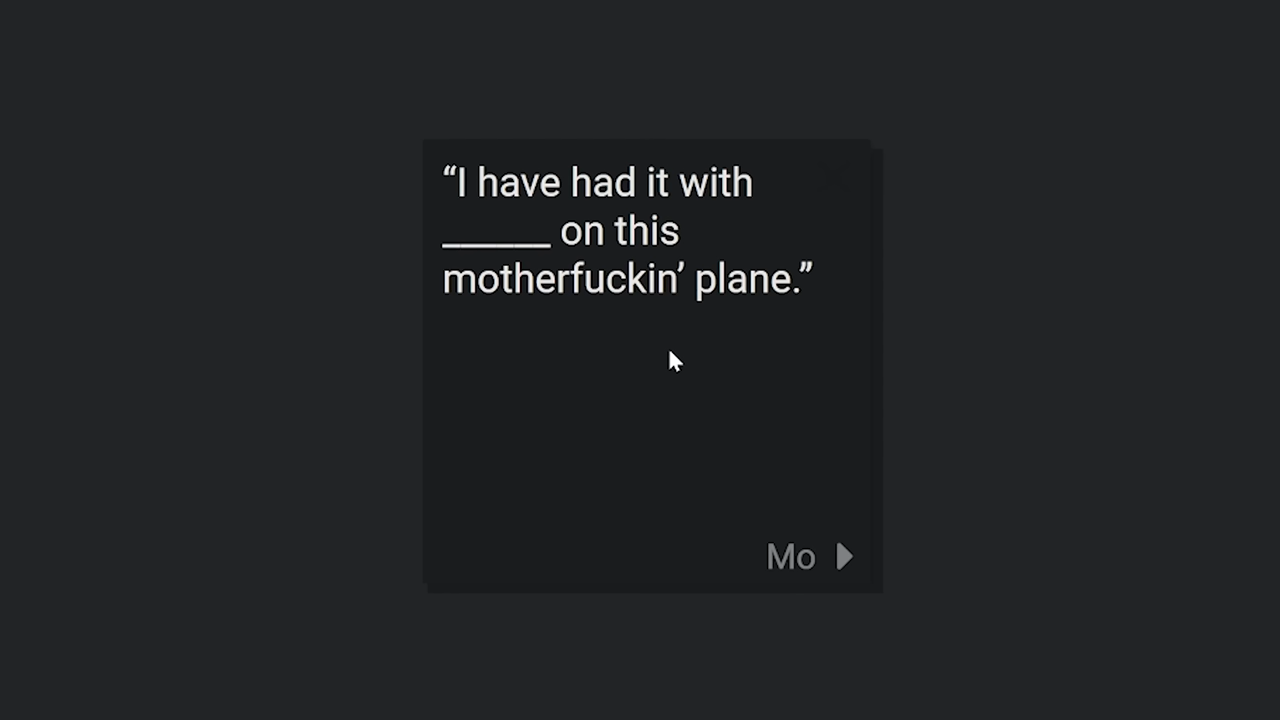 “I have had it with
______ on this
motherfuckin’ plane.”
Mo